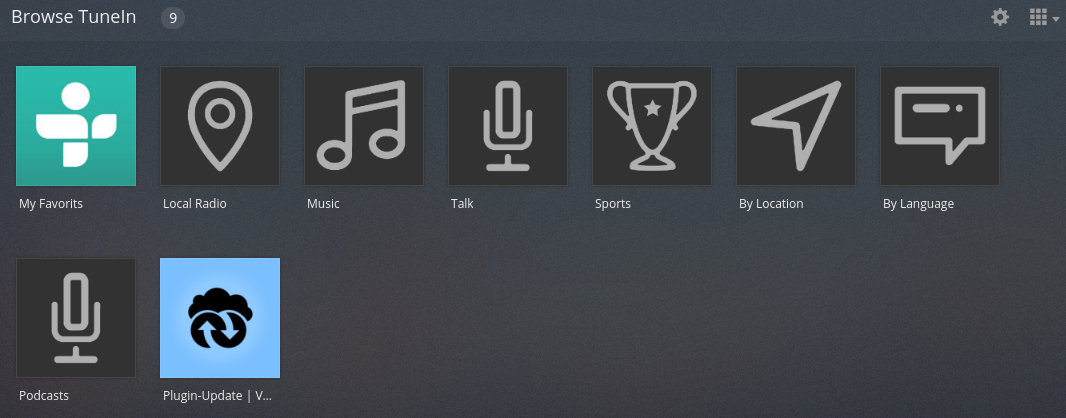 Browse TuneIn 9
My Favorits
Local Radio
Music
Talk
Sports
By Location
By Language
Podcasts
Plugin-Update | V...